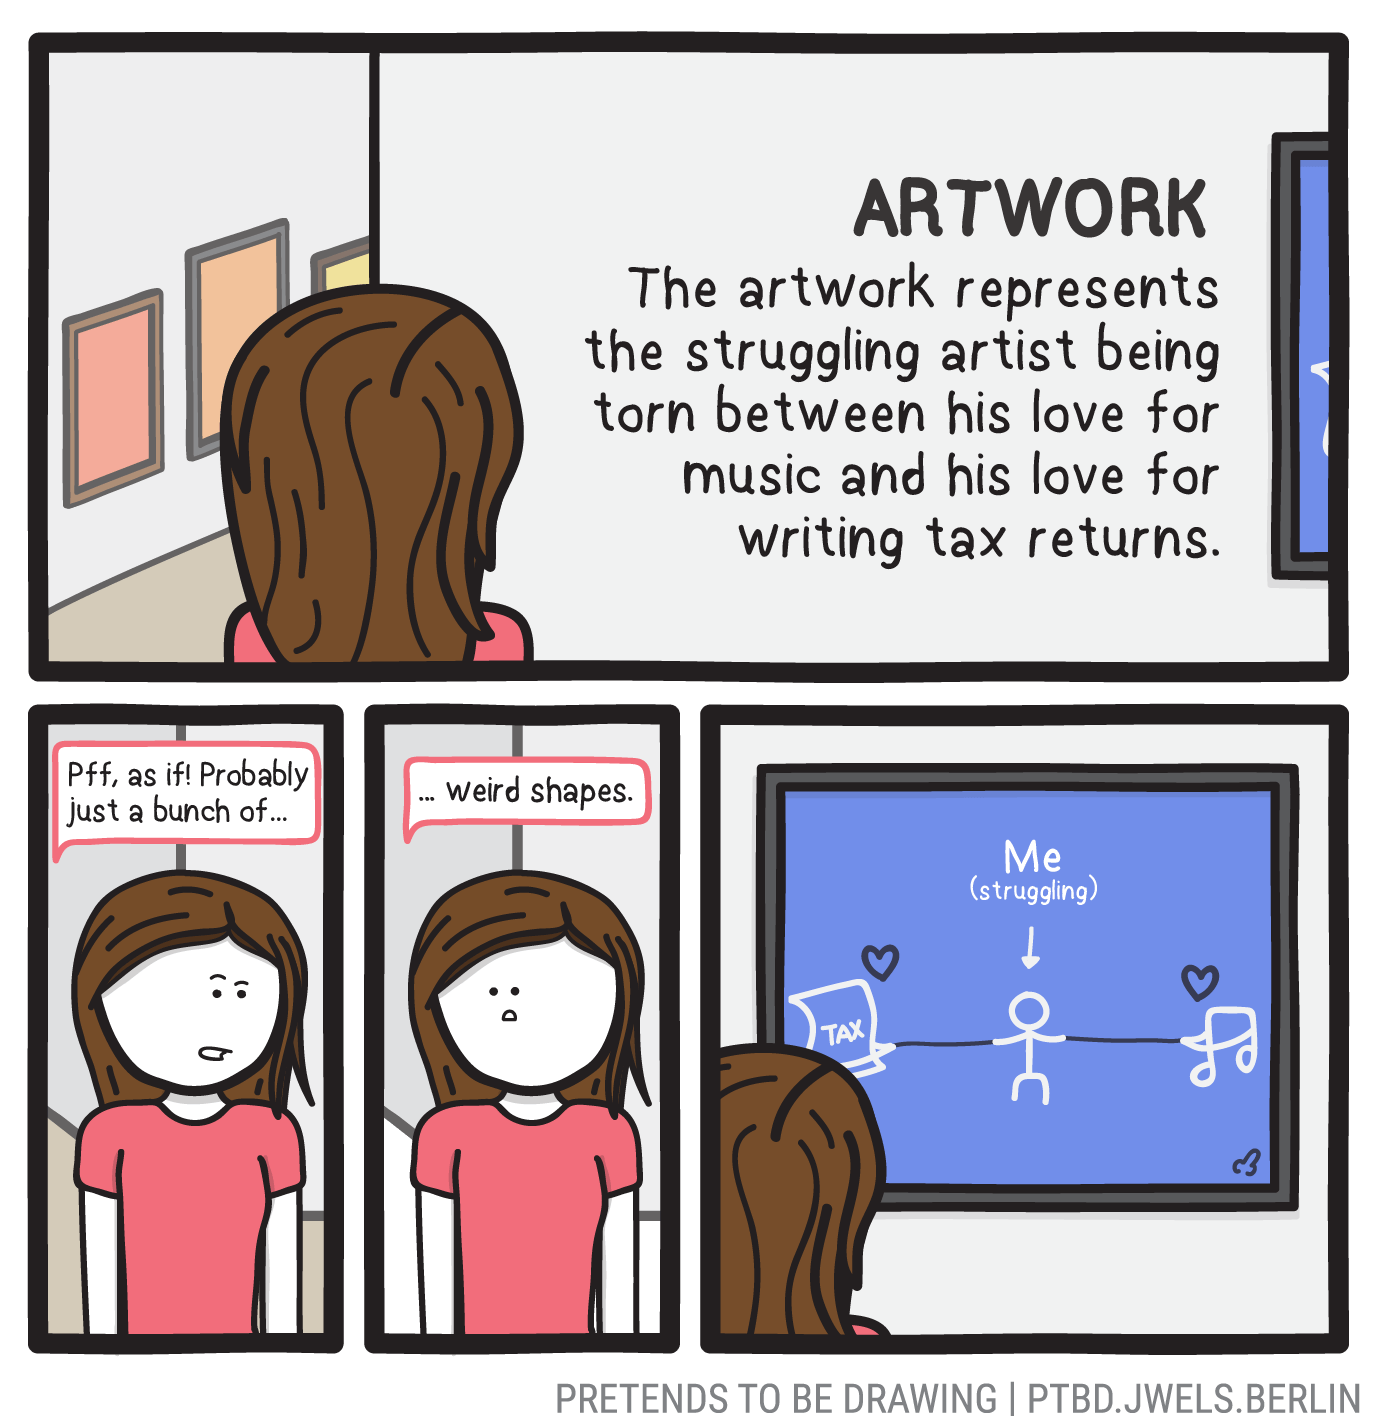 ARTWORK
The artwork represents
the struggling artist being
torn between his love for
music and his love for
writing tax returns.
Pff, as if! Probably
just a bunch of...
... weird shapes.
Me
(struggling)
TAX
PRETENDS TO BE DRAWING | PTBD.JWELS.BERLIN